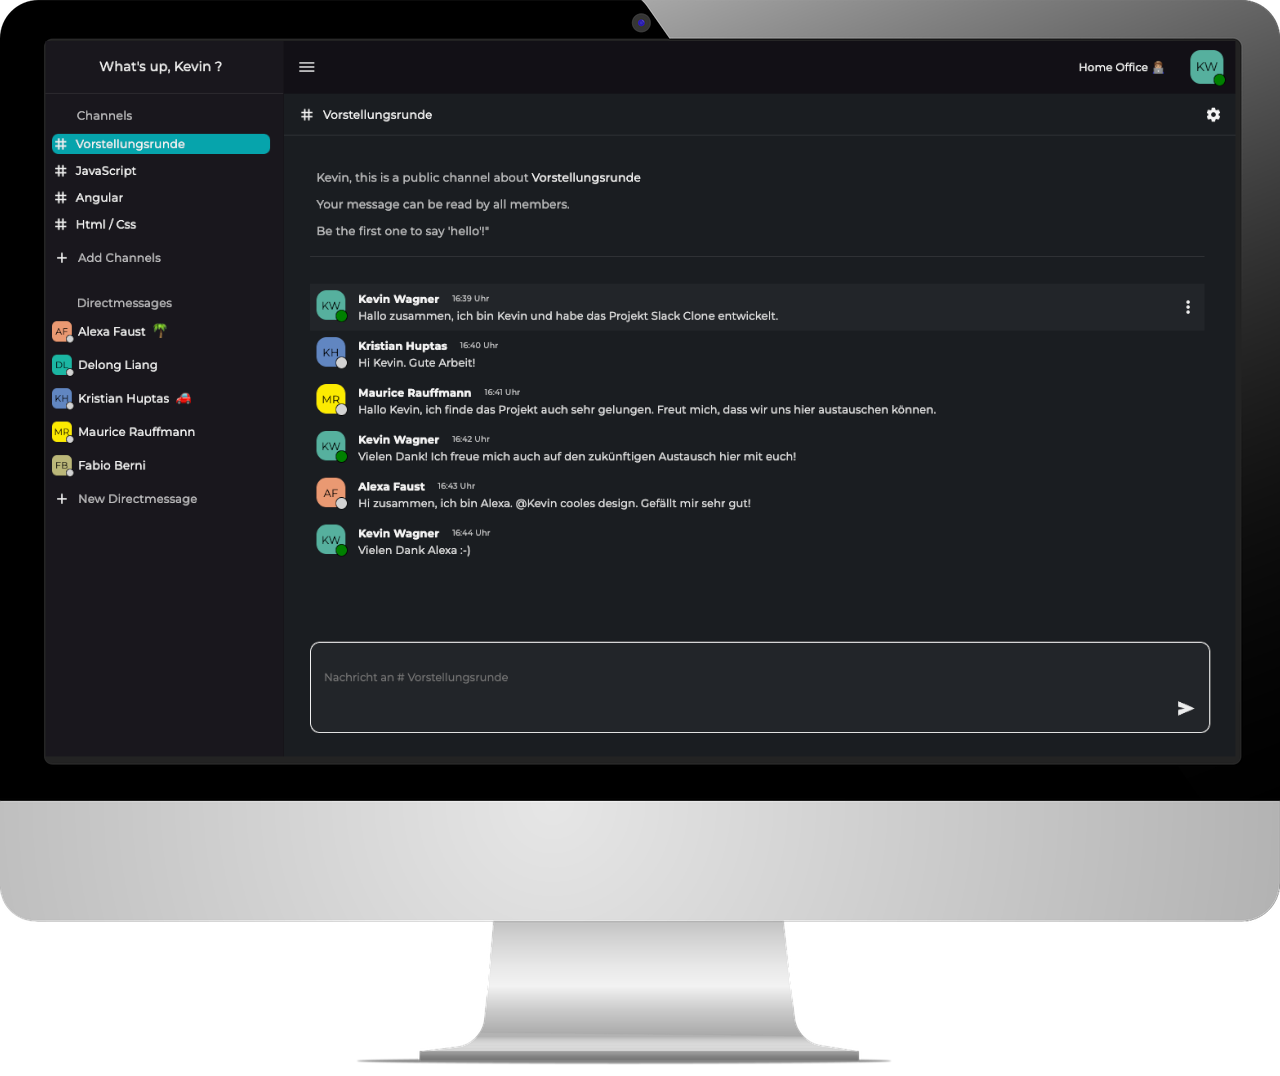 What's up, Kevin ?
Home Office
KW
Channels
# Vorstellungsrunde
# JavaScript
# Angular
# Html / Css
+ Add Channels
Directmessages
AF Alexa Faust 🌴
DL Delong Liang
KH Kristian Huptas 🚗
MR Maurice Rauffmann
FB Fabio Berni
+ New Directmessage
# Vorstellungsrunde
Kevin, this is a public channel about Vorstellungsrunde
Your message can be read by all members.
Be the first one to say 'hello'!"
KW Kevin Wagner 16:39 Uhr
Hallo zusammen, ich bin Kevin und habe das Projekt Slack Clone entwickelt.
KH Kristian Huptas 16:40 Uhr
Hi Kevin. Gute Arbeit!
MR Maurice Rauffmann 16:41 Uhr
Hallo Kevin, ich finde das Projekt auch sehr gelungen. Freut mich, dass wir uns hier austauschen können.
KW Kevin Wagner 16:42 Uhr
Vielen Dank! Ich freue mich auch auf den zukünftigen Austausch hier mit euch!
AF Alexa Faust 16:43 Uhr
Hi zusammen, ich bin Alexa. @Kevin cooles design. Gefällt mir sehr gut!
KW Kevin Wagner 16:44 Uhr
Vielen Dank Alexa :-)
Nachricht an # Vorstellungsrunde